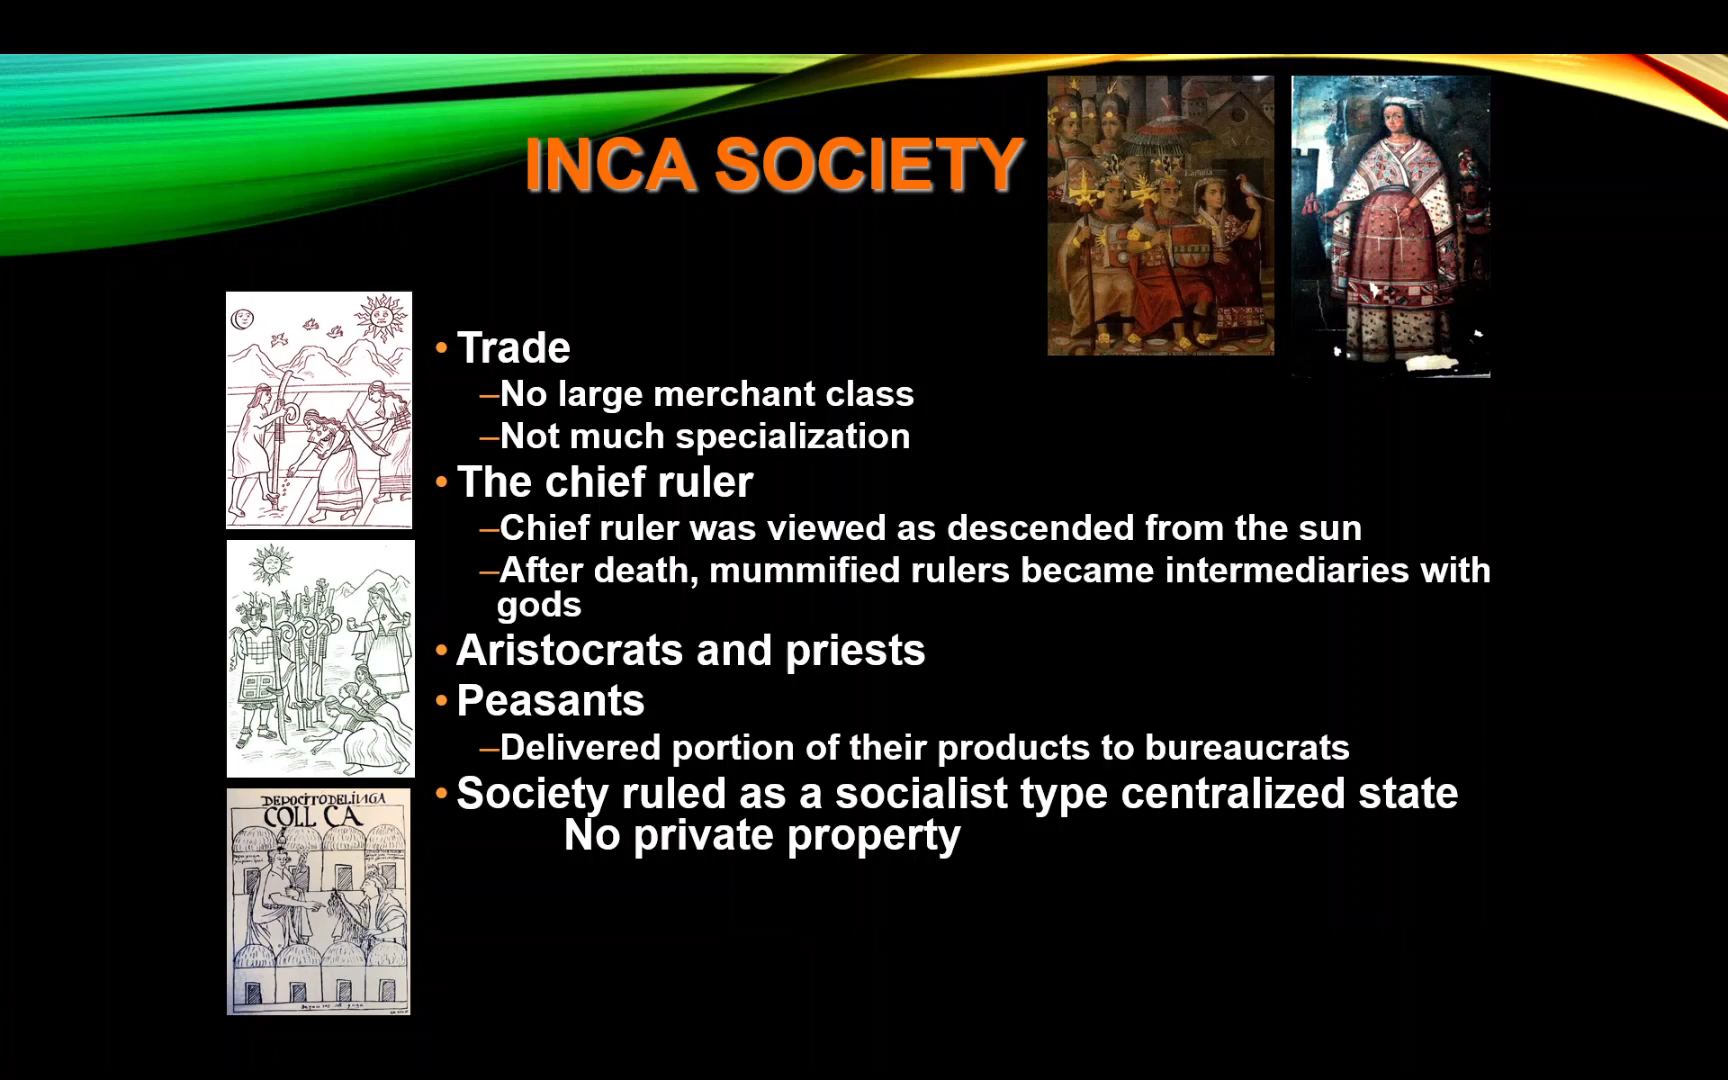 INCA SOCIETY
• Trade
–No large merchant class
–Not much specialization
• The chief ruler
–Chief ruler was viewed as descended from the sun
–After death, mummified rulers became intermediaries with
gods
• Aristocrats and priests
• Peasants
–Delivered portion of their products to bureaucrats
• Society ruled as a socialist type centralized state
No private property
DEPOCITODELINGA
COLL CA